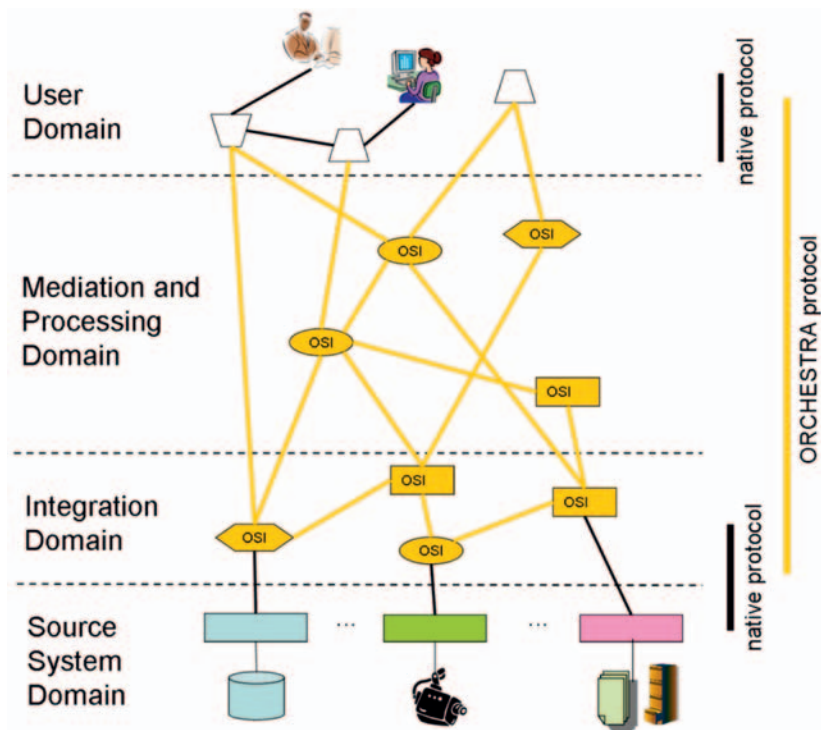 User
Domain
native protocol
OSI
OSI
Mediation and
Processing
Domain
OSI
OSI
ORCHESTRA protocol
OSI
Integration
Domain
OSI
OSI
OSI
native protocol
Source
System
Domain
...
...